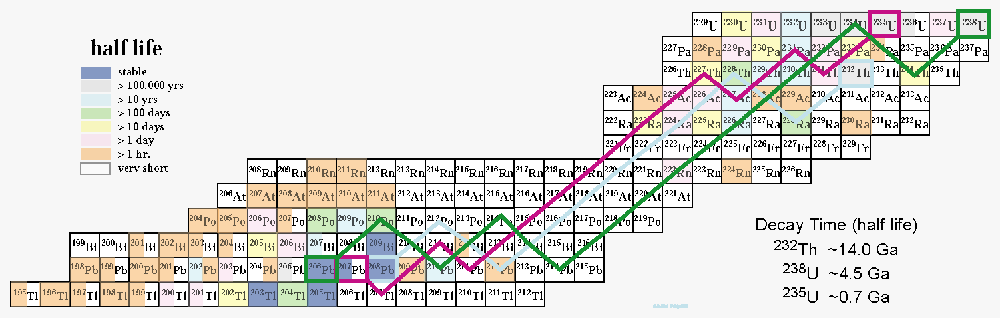 229U 230U 231U 232U 233U 234U 235U 236U 237U 238U
half life
227Pa 228Pa 229Pa 230Pa 231Pa 232Pa 233Pa 234Pa 235Pa 236Pa 237Pa
stable
226Th 227Th 228Th 229Th 230Th 231Th 232Th 233Th 234Th 235Th
> 100,000 yrs
> 10 yrs
223Ac 224Ac 225Ac 226Ac 227Ac 228Ac 229Ac 230Ac 231Ac 232Ac 233Ac
> 100 days
> 10 days
222Ra 223Ra 224Ra 225Ra 226Ra 227Ra 228Ra 229Ra 230Ra 231Ra 232Ra
> 1 day
221Fr 222Fr 223Fr 224Fr 225Fr 226Fr 227Fr 228Fr 229Fr
> 1 hr.
very short
208Rn 209Rn 210Rn 211Rn 213Rn 213Rn 214Rn 215Rn 216Rn 217Rn 218Rn 219Rn 220Rn 221Rn 222Rn 223Rn 224Rn 225Rn 226Rn
206At 207At 208At 209At 210At 211At 212At 213At 214At 215At 216At 217At 218At 219At 220At 221At
204Po 205Po 206Po 207Po 208Po 209Po 210Po 211Po 212Po 213Po 214Po 215Po 216Po 217Po 218Po 219Po
Decay Time (half life)
199Bi 200Bi 201Bi 202Bi 203Bi 204Bi 205Bi 206Bi 207Bi 208Bi 209Bi 210Bi 211Bi 212Bi 213Bi 214Bi 215Bi 216Bi
232Th ~14.0 Ga
198Pb 199Pb 200Pb 201Pb 202Pb 203Pb 204Pb 205Pb 206Pb 207Pb 208Pb 209Pb 210Pb 211Pb 212Pb 213Pb 214Pb 215Pb
238U ~4.5 Ga
195Tl 196Tl 197Tl 198Tl 199Tl 200Tl 201Tl 202Tl 203Tl 204Tl 205Tl 206Tl 207Tl 208Tl 209Tl 210Tl 211Tl 212Tl
235U ~0.7 Ga